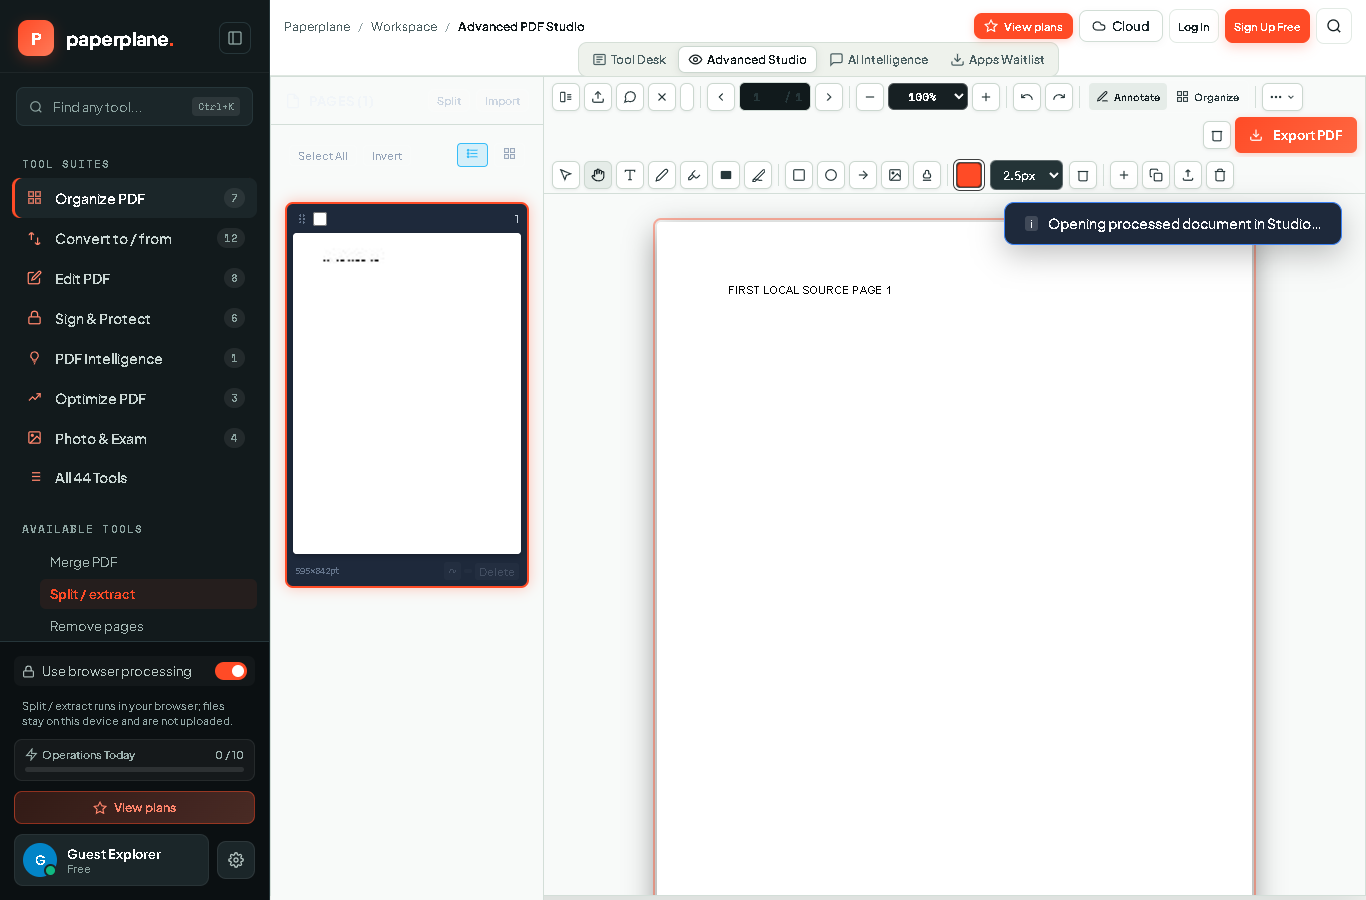 P paperplane.
Find any tool... Ctrl+K
TOOL SUITES
Organize PDF 7
Convert to / from 12
Edit PDF 8
Sign & Protect 6
PDF Intelligence 1
Optimize PDF 3
Photo & Exam 4
All 44 Tools
AVAILABLE TOOLS
Merge PDF
Split / extract
Remove pages
Use browser processing
Split / extract runs in your browser; files
stay on this device and are not uploaded.
Operations Today 0 / 10
View plans
G Guest Explorer
Free
Paperplane / Workspace / Advanced PDF Studio
View plans Cloud Log In Sign Up Free
Tool Desk Advanced Studio AI Intelligence Apps Waitlist
PAGES (1) Split Import
Select All Invert
1
595×842pt Delete
1 / 1 100% Annotate Organize
Export PDF
2.5px
Opening processed document in Studio...
FIRST LOCAL SOURCE PAGE 1